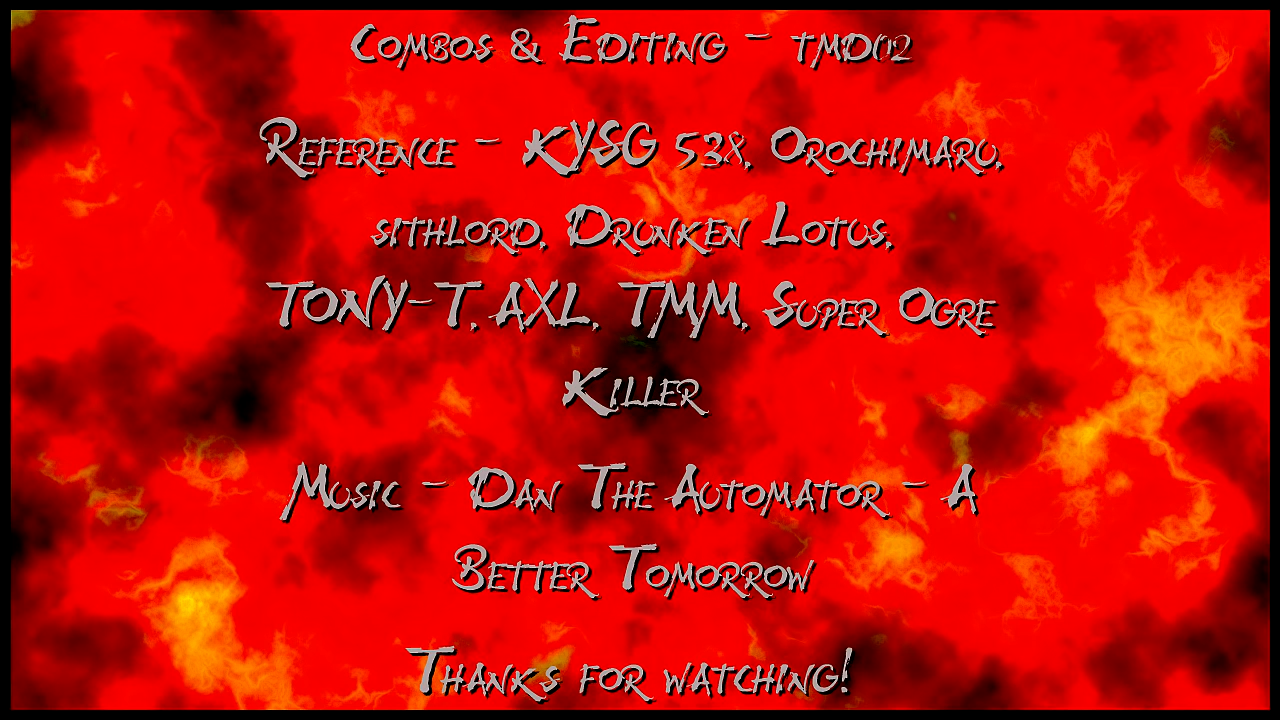 Combos & Editing - tmd02
Reference - KYSG 538, Orochimaru,
sithlord, Drunken Lotus,
TONY-T, AXL, TMM, Super Ogre
Killer
Music - Dan The Automator - A
Better Tomorrow
Thanks for watching!